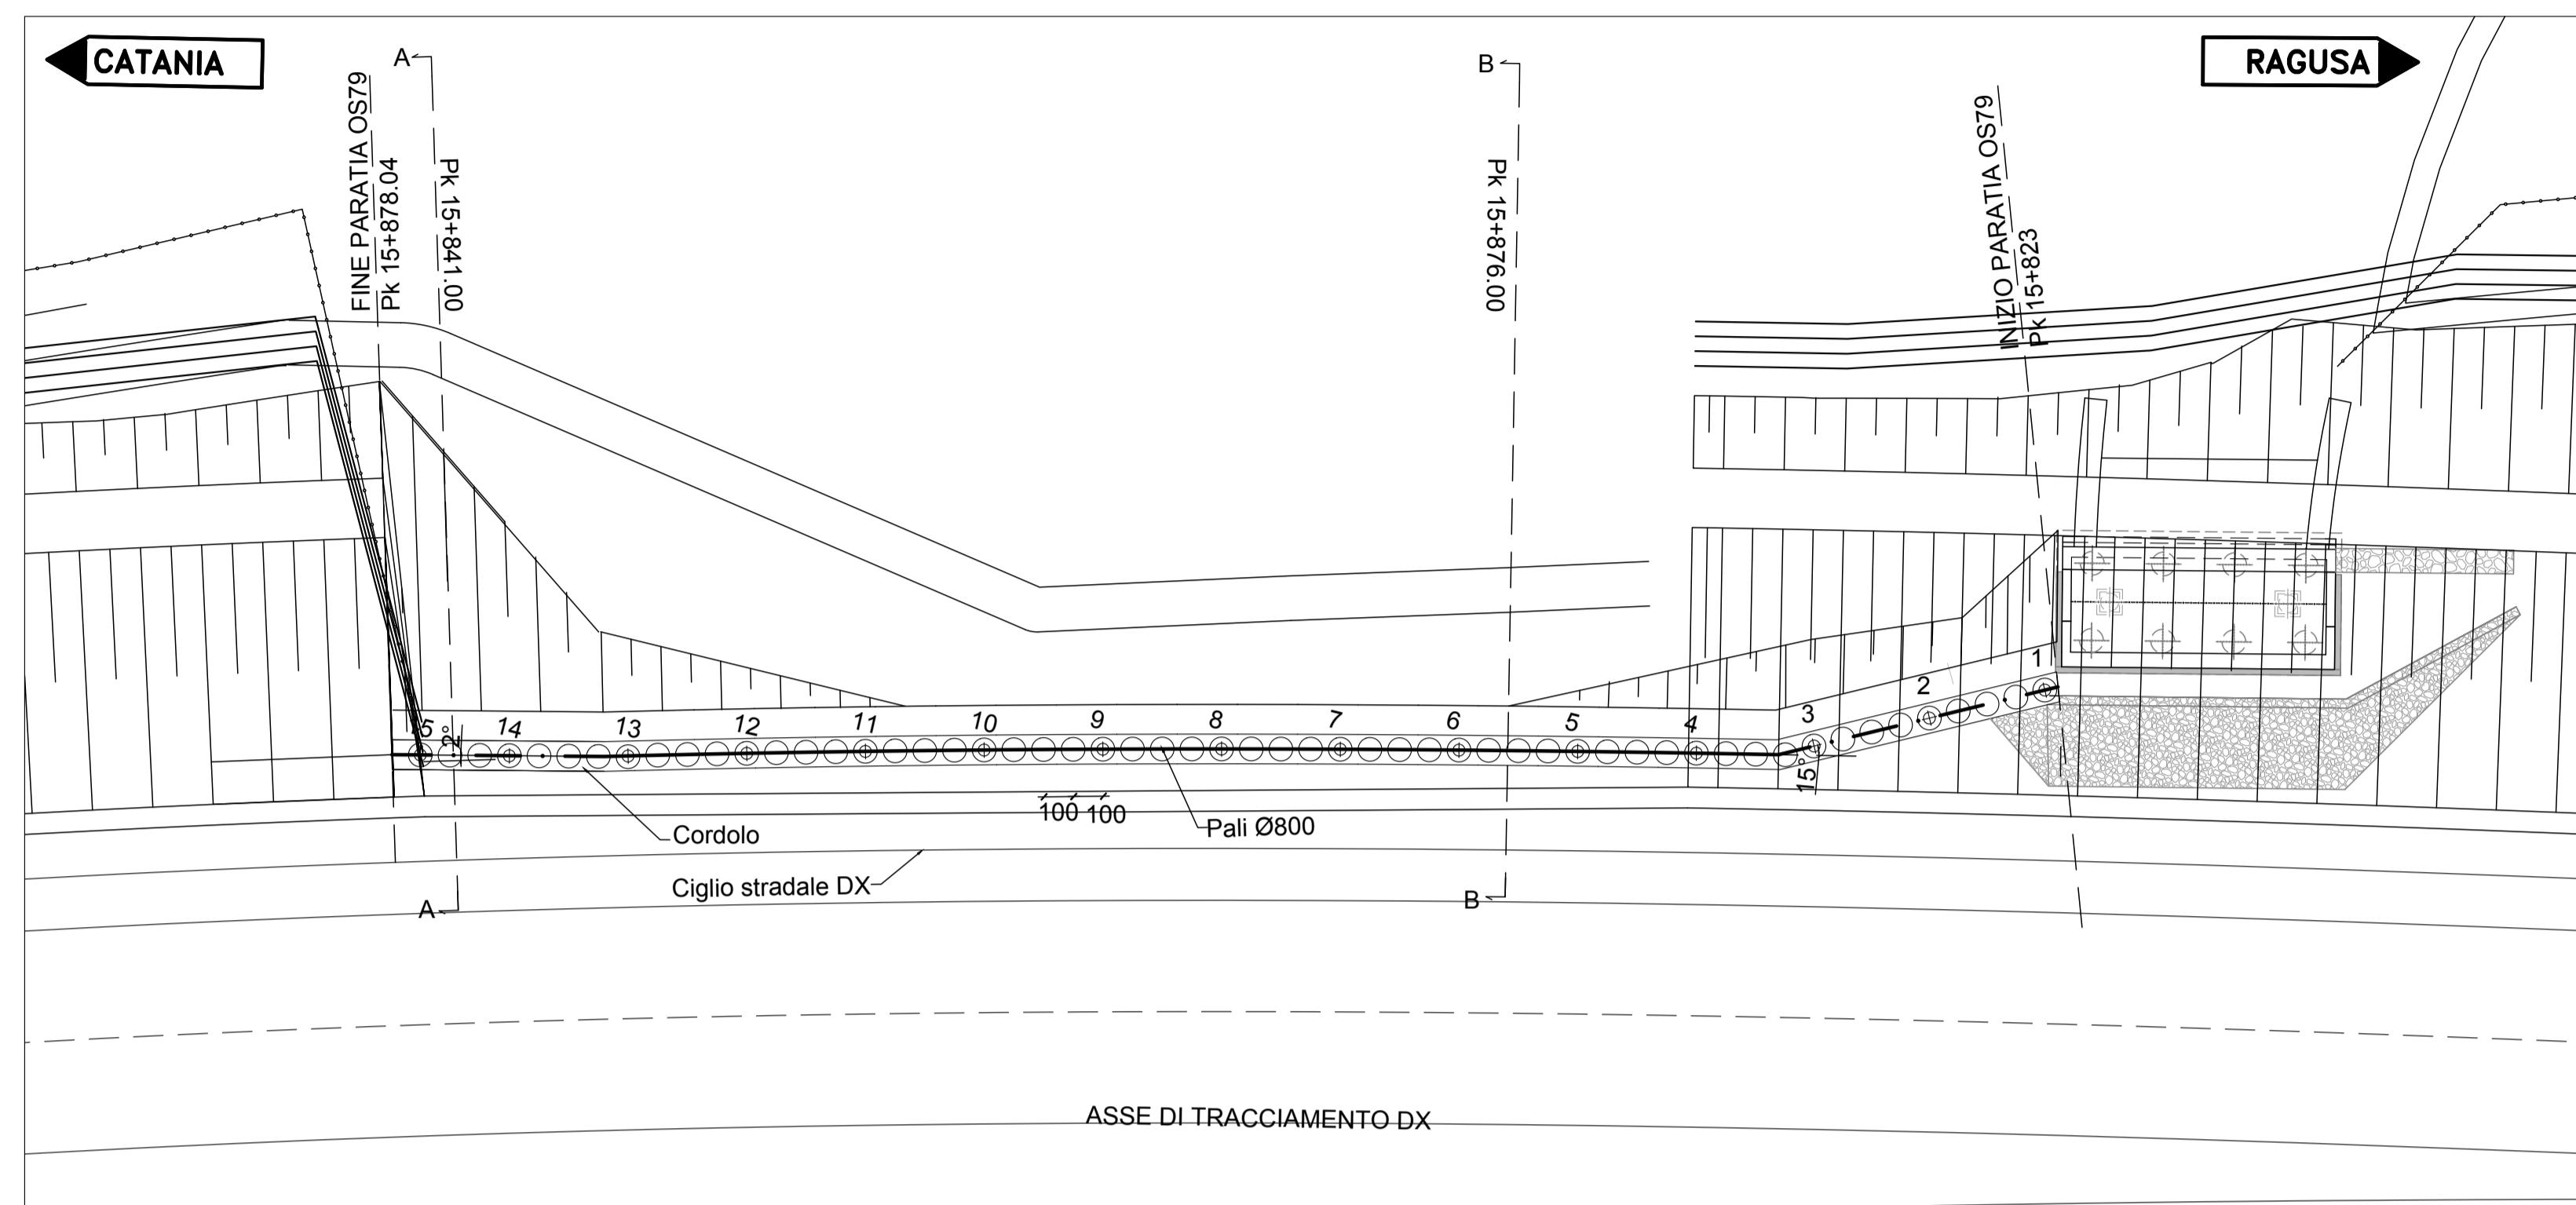 CATANIA
RAGUSA
A
B
FINE PARATIA OS79
Pk 15+878.04
Pk 15+841.00
Pk 15+876.00
INIZIO PARATIA OS79
Pk 15+823
15
14
13
12
11
10
9
8
7
6
5
4
3
2
1
2°
15°
100 100
Cordolo
Pali Ø800
Ciglio stradale DX
A
B
ASSE DI TRACCIAMENTO DX